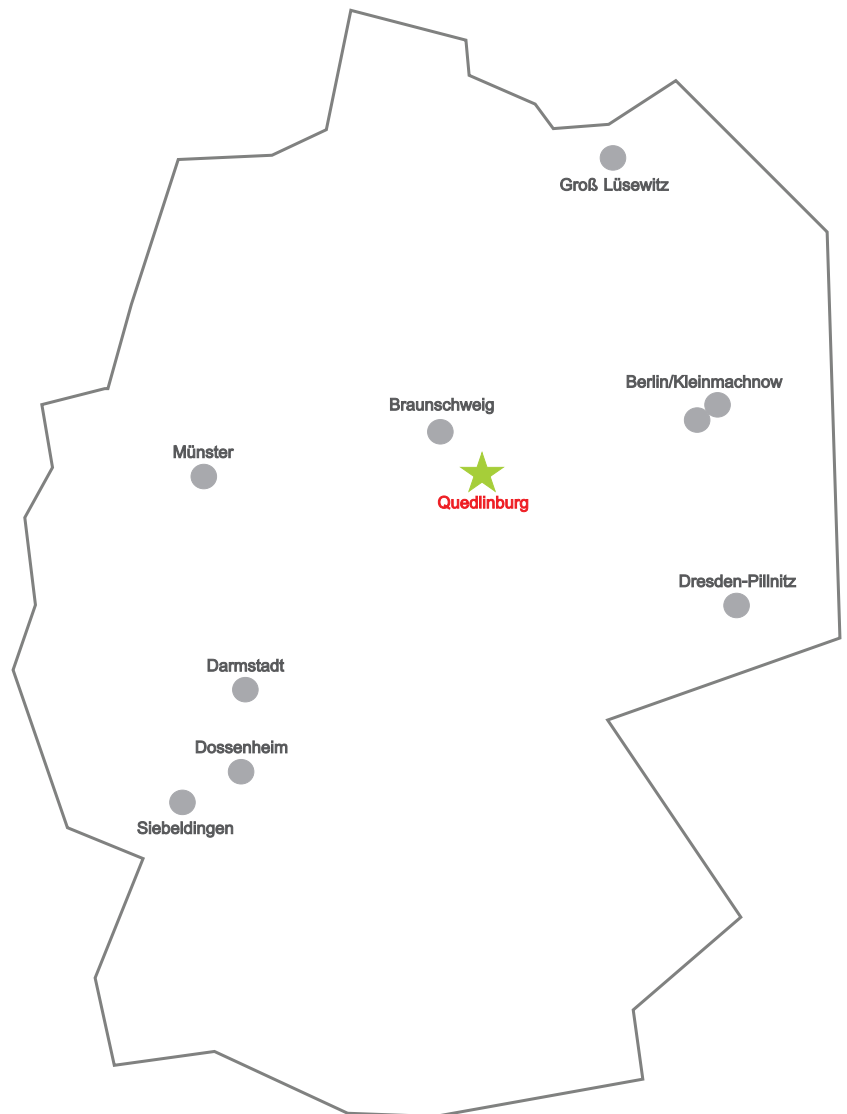 Groß Lüsewitz
Berlin/Kleinmachnow
Braunschweig
Münster
Quedlinburg
Dresden-Pillnitz
Darmstadt
Dossenheim
Siebeldingen